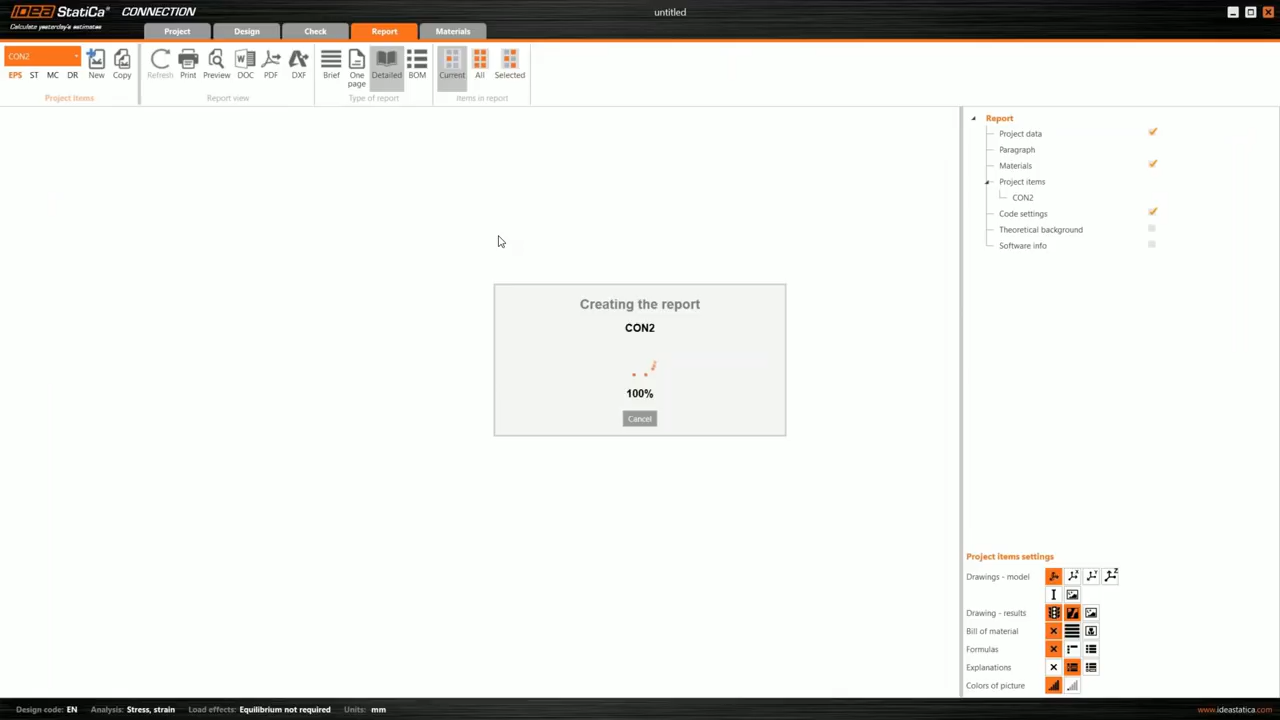 IDEA StatiCa® CONNECTION
Calculate yesterday's estimates
untitled
Project Design Check Report Materials
CON2
EPS ST MC DR
New Copy
Project Items
Refresh Print Preview DOC PDF DXF
Report view
Brief One page Detailed BOM
Type of report
Current All Selected
Items in report
Report
Project data
Paragraph
Materials
Project items
CON2
Code settings
Theoretical background
Software info
Creating the report
CON2
100%
Cancel
Project items settings
Drawings - model
Drawing - results
Bill of material
Formulas
Explanations
Colors of picture
Design code: EN Analysis: Stress, strain Load effects: Equilibrium not required Units: mm
www.ideastatica.com